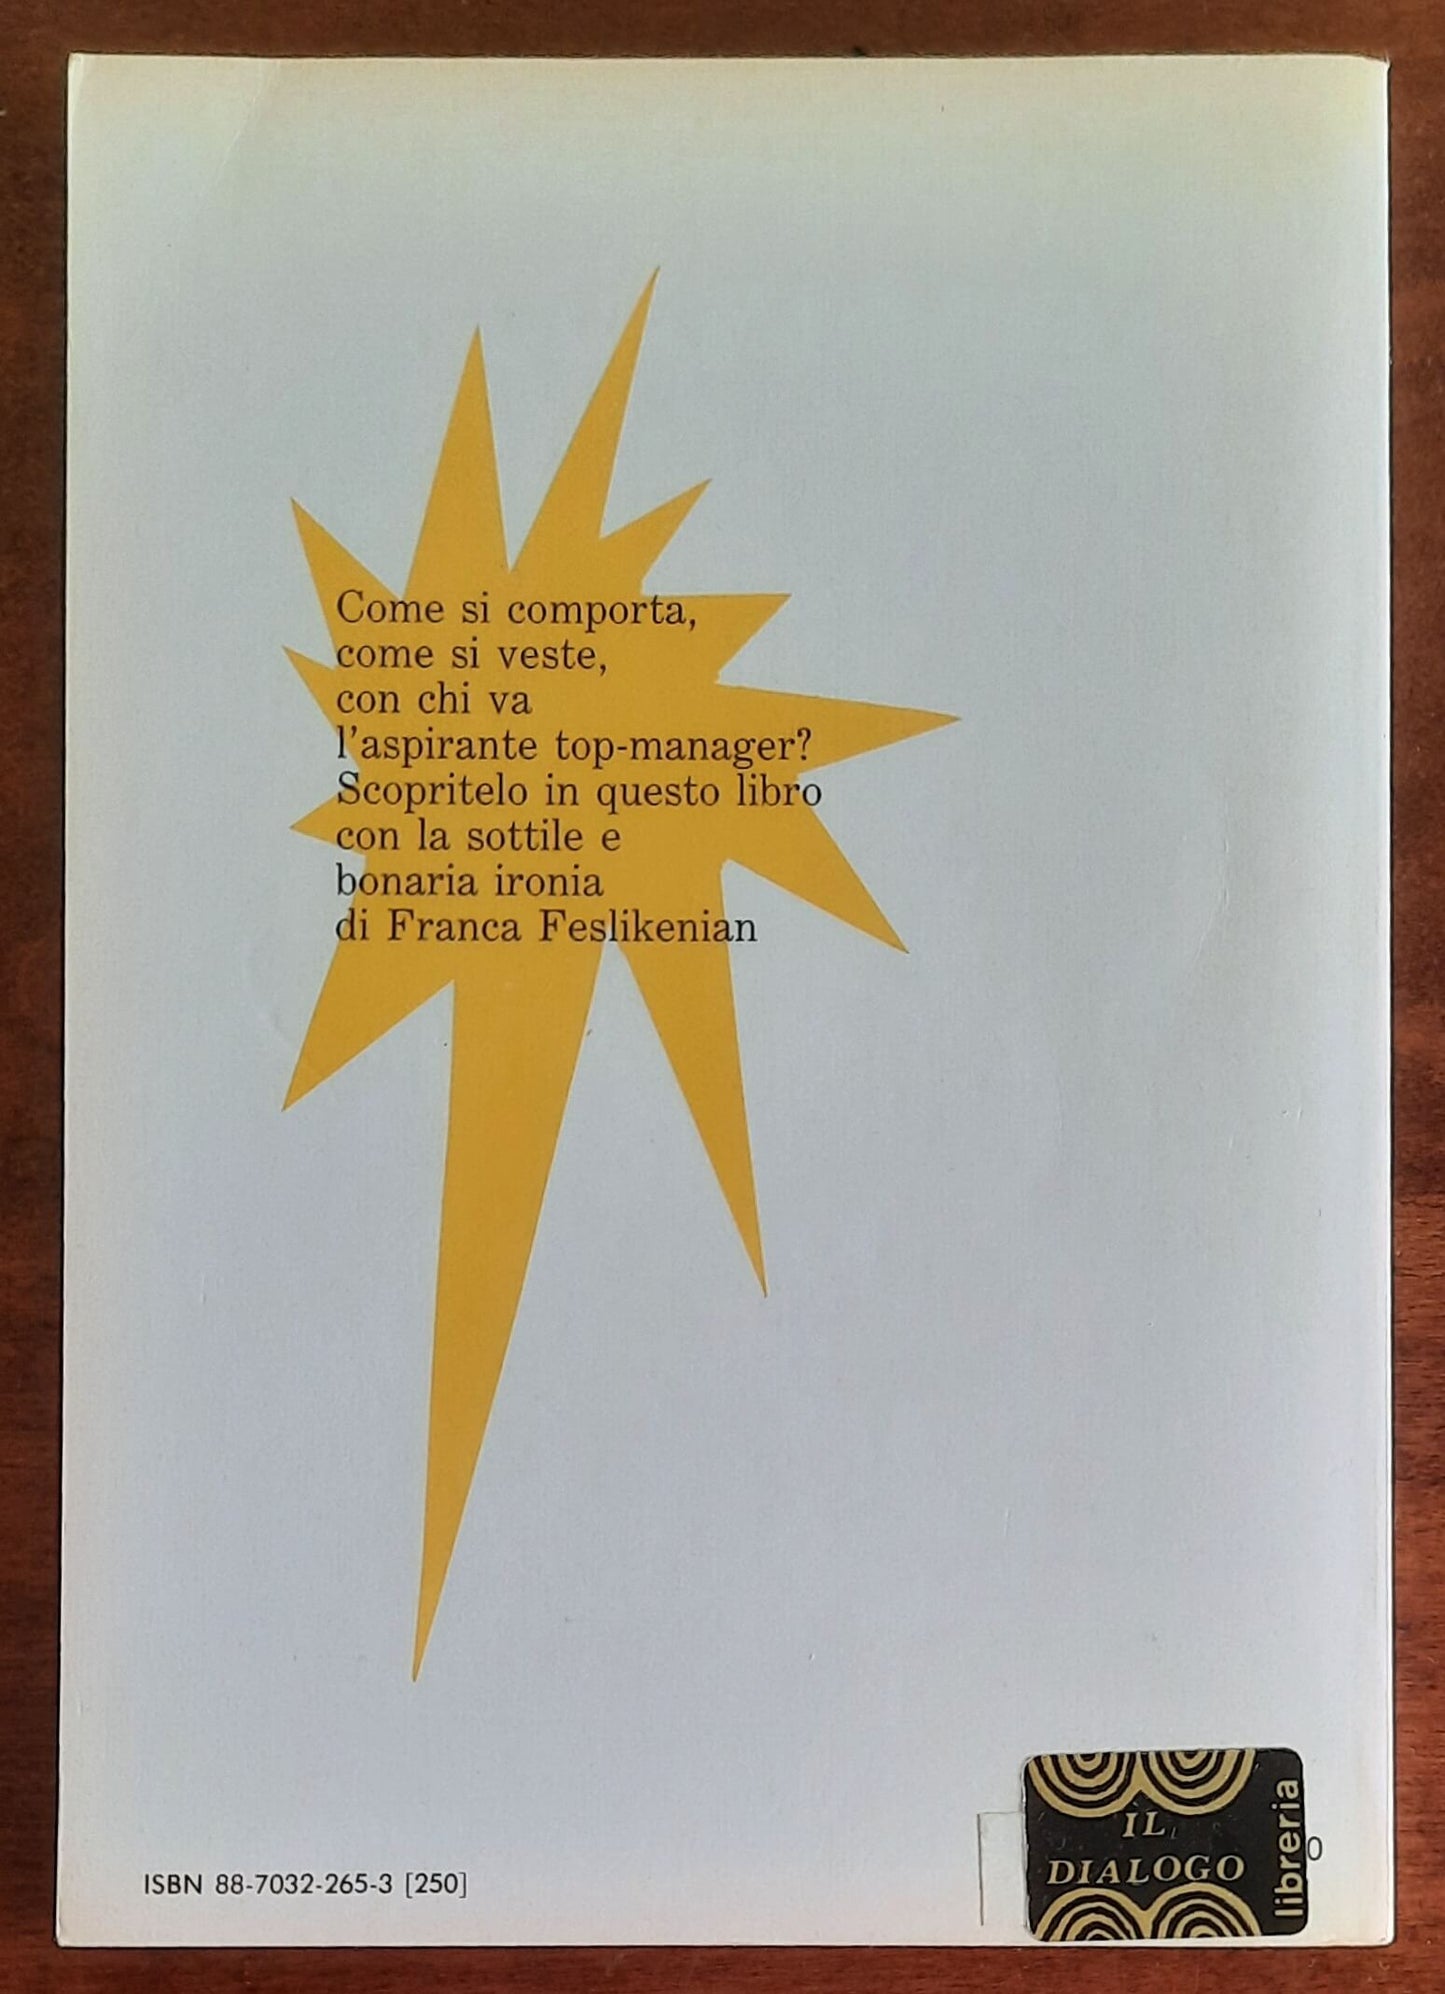 Come si comporta,
come si veste,
con chi va
l'aspirante top-manager?
Scopritelo in questo libro
con la sottile e
bonaria ironia
di Franca Feslikenian
ISBN 88-7032-265-3 [250]
IL
DIALOGO
libreria
0